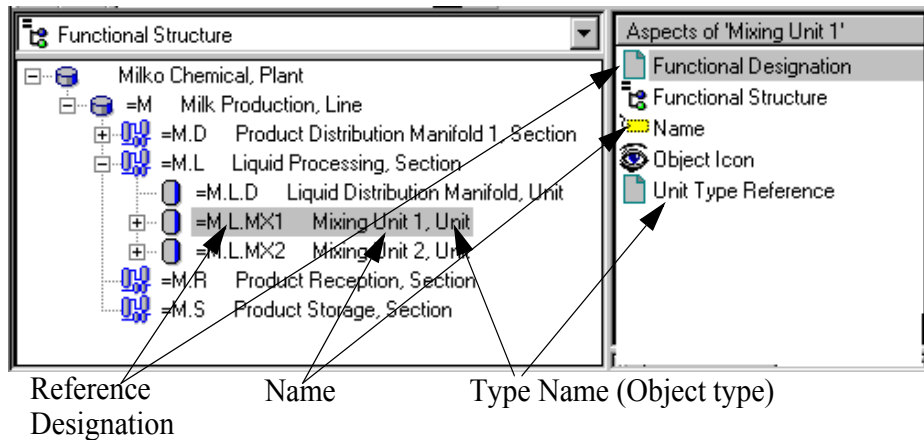 Functional Structure
Milko Chemical, Plant
=M Milk Production, Line
=M.D Product Distribution Manifold 1, Section
=M.L Liquid Processing, Section
=M.L.D Liquid Distribution Manifold, Unit
=M.L.MX1 Mixing Unit 1, Unit
=M.L.MX2 Mixing Unit 2, Unit
=M.R Product Reception, Section
=M.S Product Storage, Section
Aspects of 'Mixing Unit 1'
Functional Designation
Functional Structure
Name
Object Icon
Unit Type Reference
Reference
Designation
Name
Type Name (Object type)